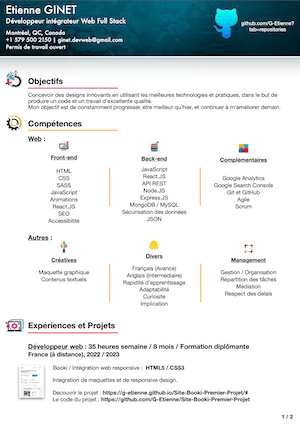 Etienne GINET
Développeur intégrateur Web Full Stack
Montréal, QC, Canada
+1 579 500 2150 | ginet.devweb@gmail.com
Permis de travail ouvert
github.com/G-Etienne?
tab=repositories
Objectifs
Concevoir des designs innovants en utilisant les meilleures technologies et pratiques, dans le but de
produire un code et un travail d'excellente qualité.
Mon objectif est de constamment progresser, être meilleur qu'hier, et continuer à m'améliorer demain.
Compétences
Web :
Front-end
HTML
CSS
SASS
JavaScript
Animations
React.JS
SEO
Accessibilité
Back-end
JavaScript
React.JS
API REST
Node.JS
Express.JS
MongoDB / MySQL
Sécurisation des données
JSON
Complémentaires
Google Analytics
Google Search Console
Git et GitHub
Agile
Scrum
Autres :
Créatives
Maquette graphique
Contenus textuels
Divers
Français (Avancé)
Anglais (Intermédiaire)
Rapidité d'apprentissage
Adaptabilité
Curiosité
Implication
Management
Gestion / Organisation
Répartition des tâches
Médiation
Respect des délais
Expériences et Projets
Développeur web : 35 heures semaine / 8 mois / Formation diplômante
France (à distance), 2022 / 2023
Booki / Intégration web responsive : HTML5 / CSS3
Intégration de maquettes et de responsive design.
Découvrir le projet : https://g-etienne.github.io/Site-Booki-Premier-Projet/#
Le code du projet : https://github.com/G-Etienne/Site-Booki-Premier-Projet
1 / 2